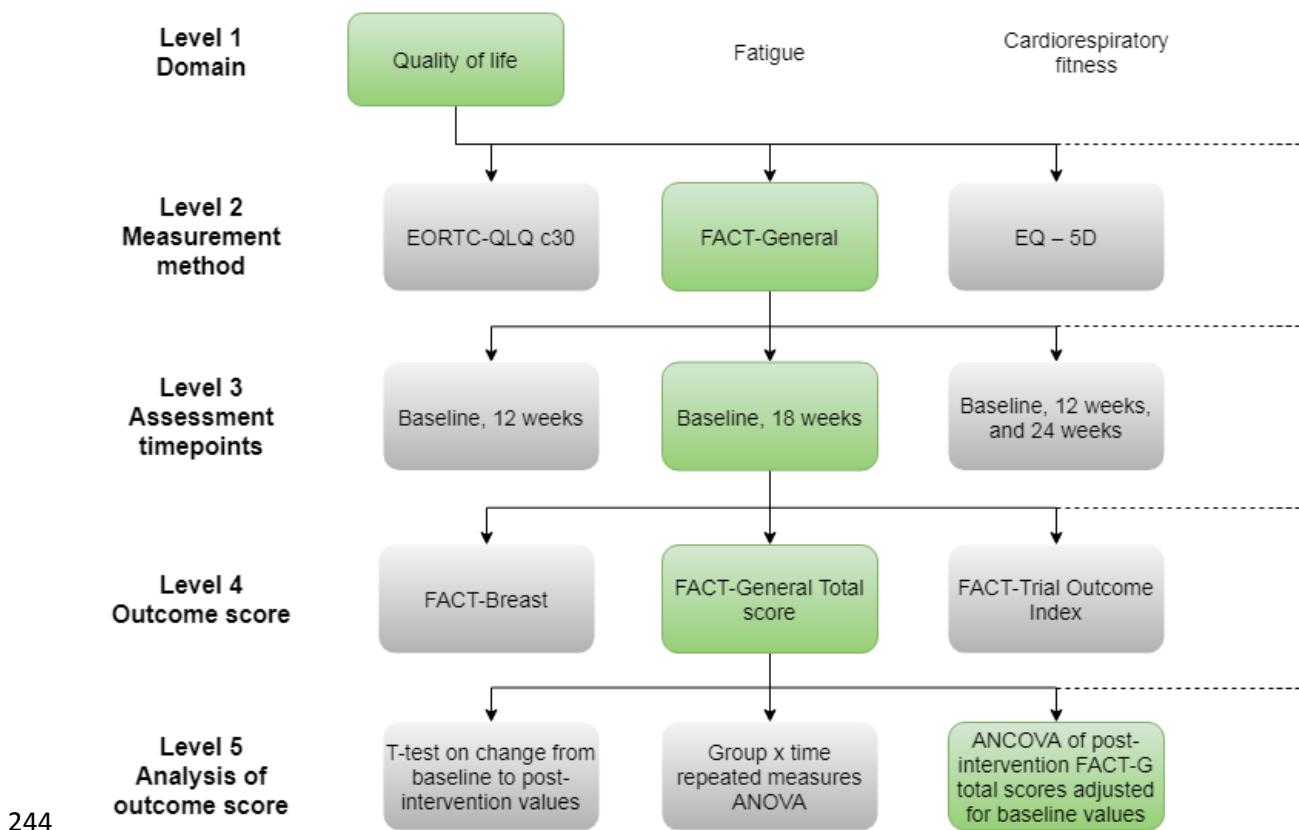 Level 1
Domain
Quality of life
Fatigue
Cardiorespiratory
fitness
Level 2
Measurement
method
EORTC-QLQ c30
FACT-General
EQ – 5D
Level 3
Assessment
timepoints
Baseline, 12 weeks
Baseline, 18 weeks
Baseline, 12 weeks,
and 24 weeks
Level 4
Outcome score
FACT-Breast
FACT-General Total
score
FACT-Trial Outcome
Index
Level 5
Analysis of
outcome score
T-test on change from
baseline to post-
intervention values
Group x time
repeated measures
ANOVA
ANCOVA of post-
intervention FACT-G
total scores adjusted
for baseline values
244